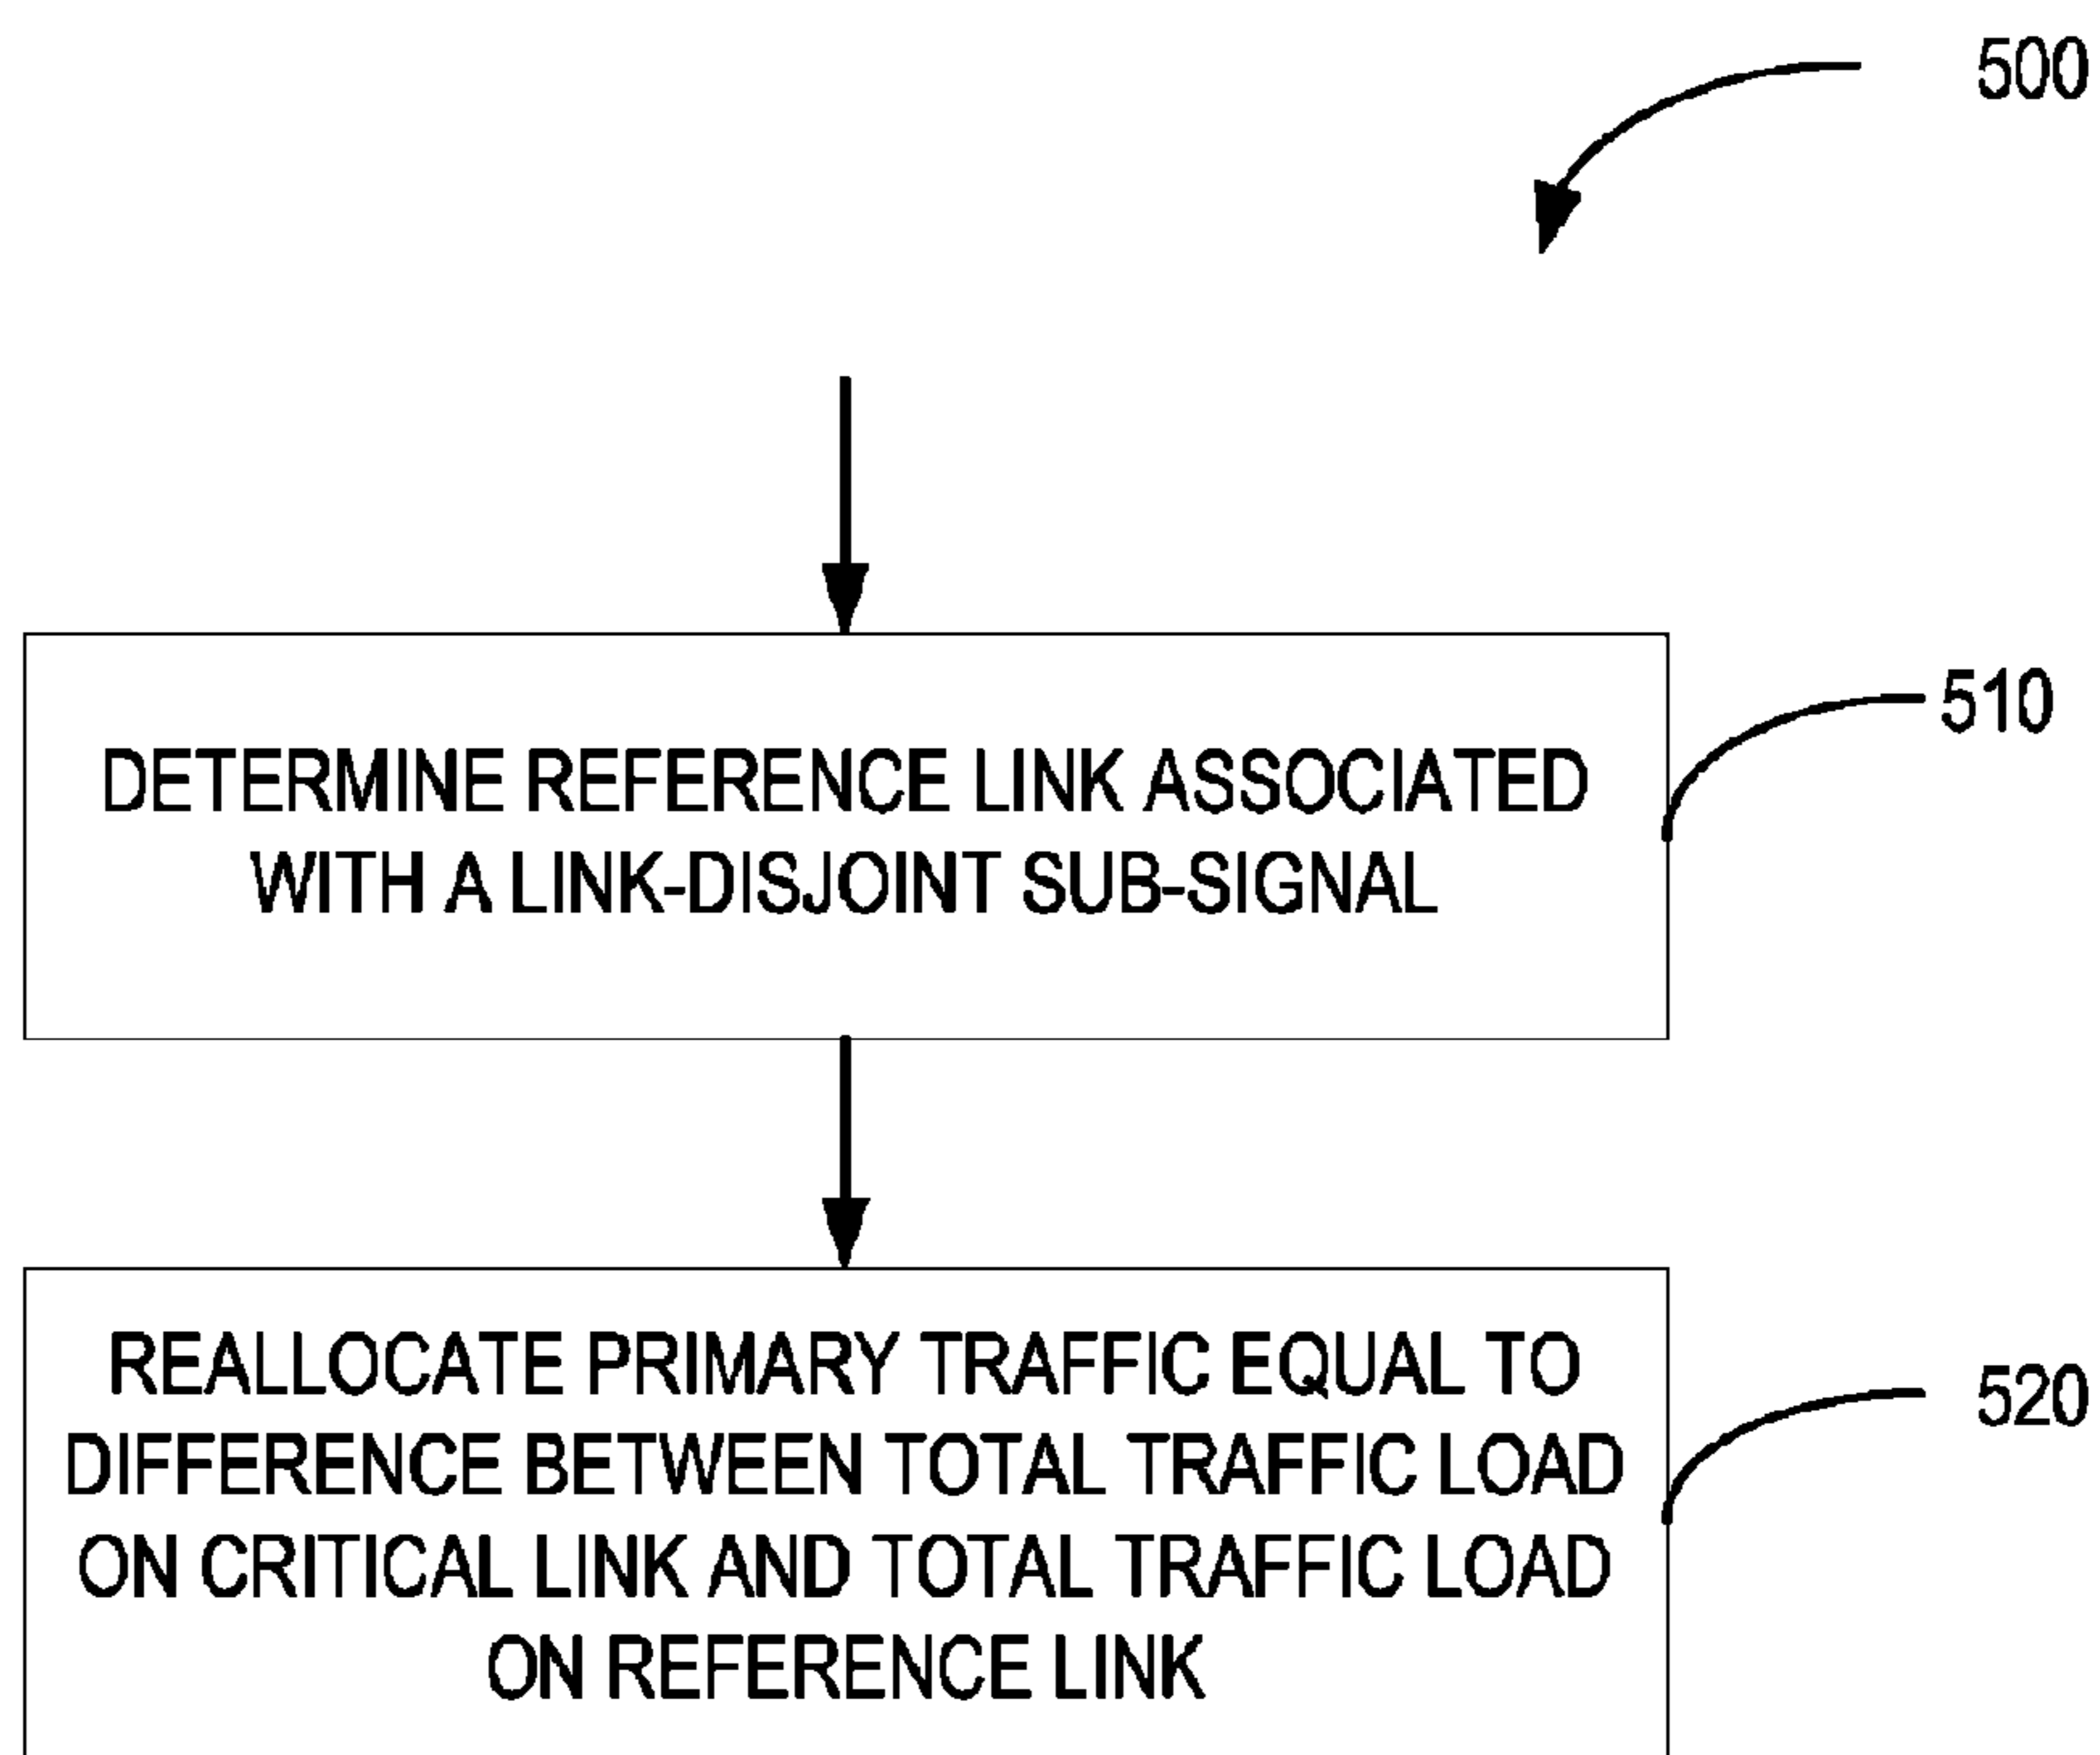 500
510
DETERMINE REFERENCE LINK ASSOCIATED
WITH A LINK-DISJOINT SUB-SIGNAL
REALLOCATE PRIMARY TRAFFIC EQUAL TO
520
DIFFERENCE BETWEEN TOTAL TRAFFIC LOAD
ON CRITICAL LINK AND TOTAL TRAFFIC LOAD
ON REFERENCE LINK